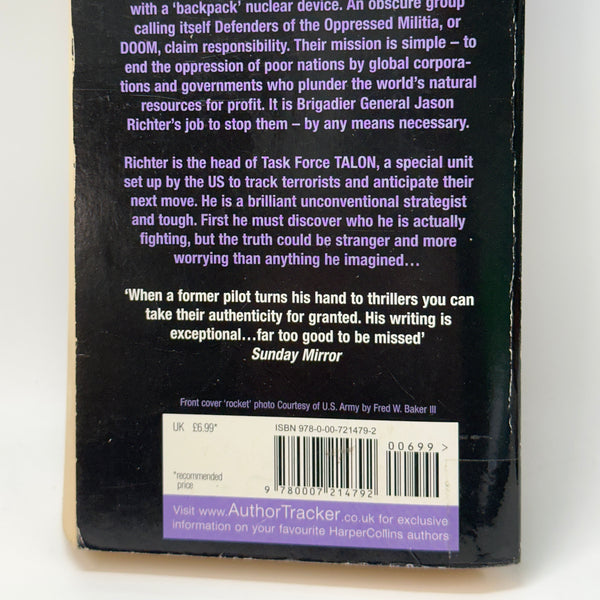 with a ‘backpack’ nuclear device. An obscure group
calling itself Defenders of the Oppressed Militia, or
DOOM, claim responsibility. Their mission is simple – to
end the oppression of poor nations by global corpora-
tions and governments who plunder the world’s natural
resources for profit. It is Brigadier General Jason
Richter’s job to stop them – by any means necessary.
Richter is the head of Task Force TALON, a special unit
set up by the US to track terrorists and anticipate their
next move. He is a brilliant unconventional strategist
and tough. First he must discover who he is actually
fighting, but the truth could be stranger and more
worrying than anything he imagined…
‘When a former pilot turns his hand to thrillers you can
take their authenticity for granted. His writing is
exceptional…far too good to be missed’
Sunday Mirror
Front cover ‘rocket’ photo Courtesy of U.S. Army by Fred W. Baker III
UK £6.99*
*recommended
price
ISBN 978-0-00-721479-2
00699>
9 780007 214792
Visit www.AuthorTracker.co.uk for exclusive
information on your favourite HarperCollins authors